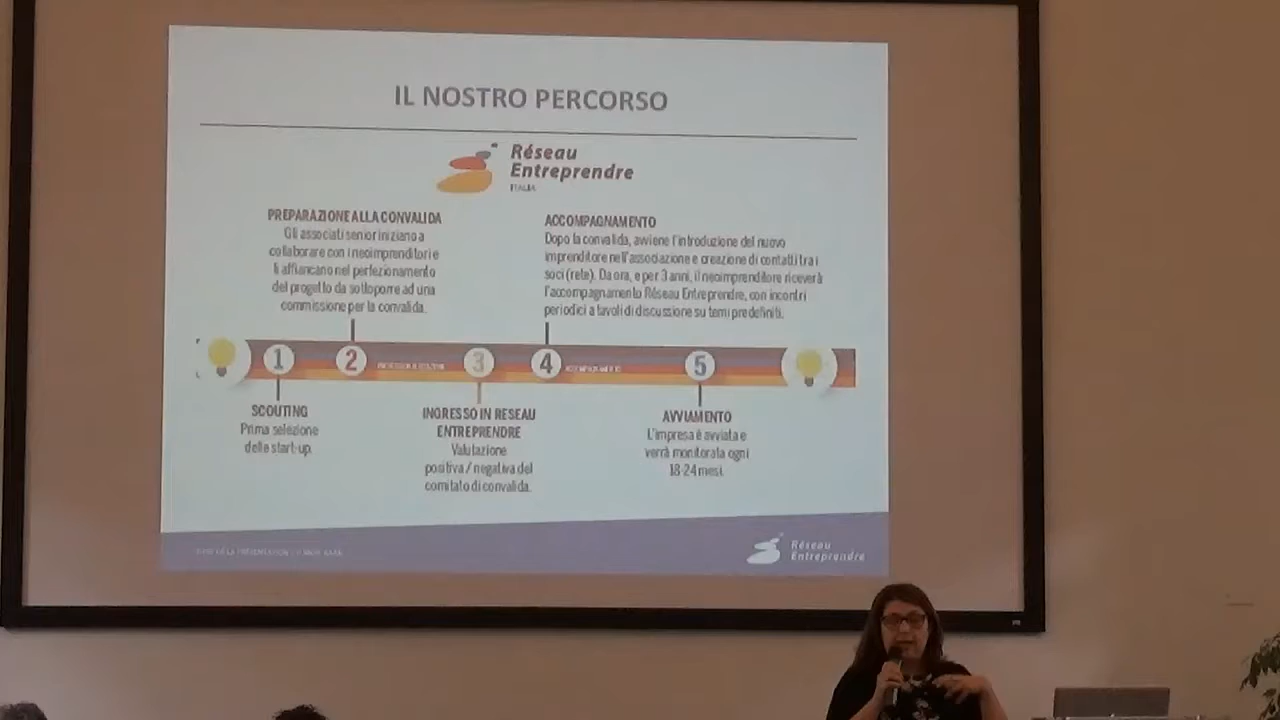 IL NOSTRO PERCORSO
Réseau
Entreprendre
ITALIA
PREPARAZIONE ALLA CONVALIDA
Gli associati senior iniziano a
collaborare con i neoimprenditori e
li affiancano nel perfezionamento
del progetto da sottoporre ad una
commissione per la convalida.
ACCOMPAGNAMENTO
Dopo la convalida, avviene l'introduzione del nuovo
imprenditore nell'associazione e creazione di contatti tra i
soci (rete). Da ora, e per 3 anni, il neoimprenditore riceverà
l'accompagnamento Réseau Entreprendre, con incontri
periodici a tavoli di discussione su temi predefiniti.
1
2
3
4
5
SCOUTING
Prima selezione
delle start-up.
INGRESSO IN RESEAU
ENTREPRENDRE
Valutazione
positiva / negativa del
comitato di convalida.
AVVIAMENTO
L'impresa è avviata e
verrà monitorata ogni
18-24 mesi.
Réseau
Entreprendre